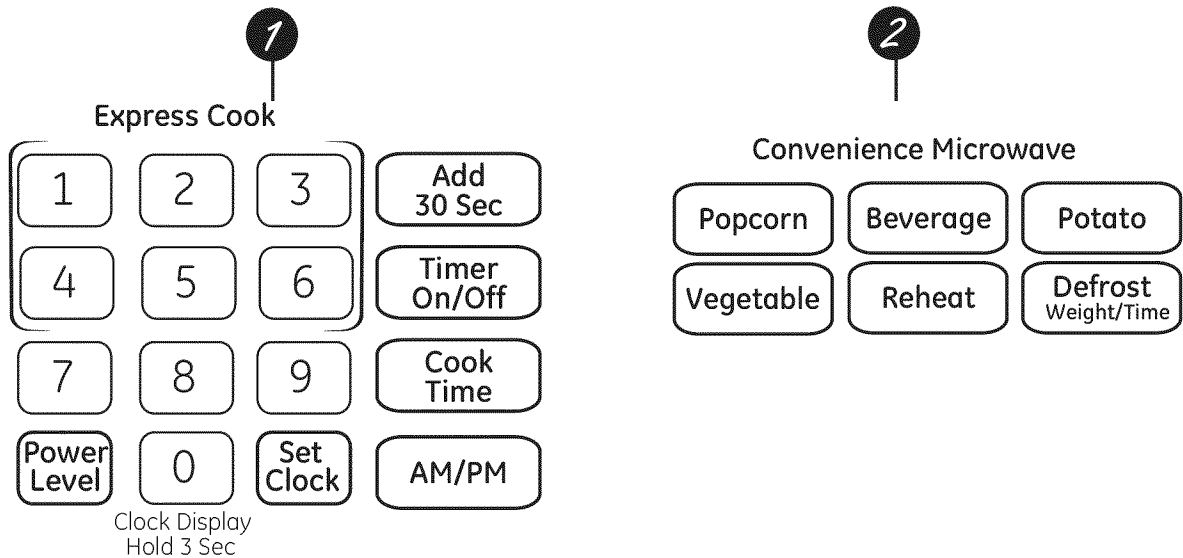 1
Express Cook
1
2
3
Add
30 Sec
4
5
6
Timer
On/Off
7
8
9
Cook
Time
Power
Level
0
Set
Clock
AM/PM
Clock Display
Hold 3 Sec
2
Convenience Microwave
Popcorn
Beverage
Potato
Vegetable
Reheat
Defrost
Weight/Time